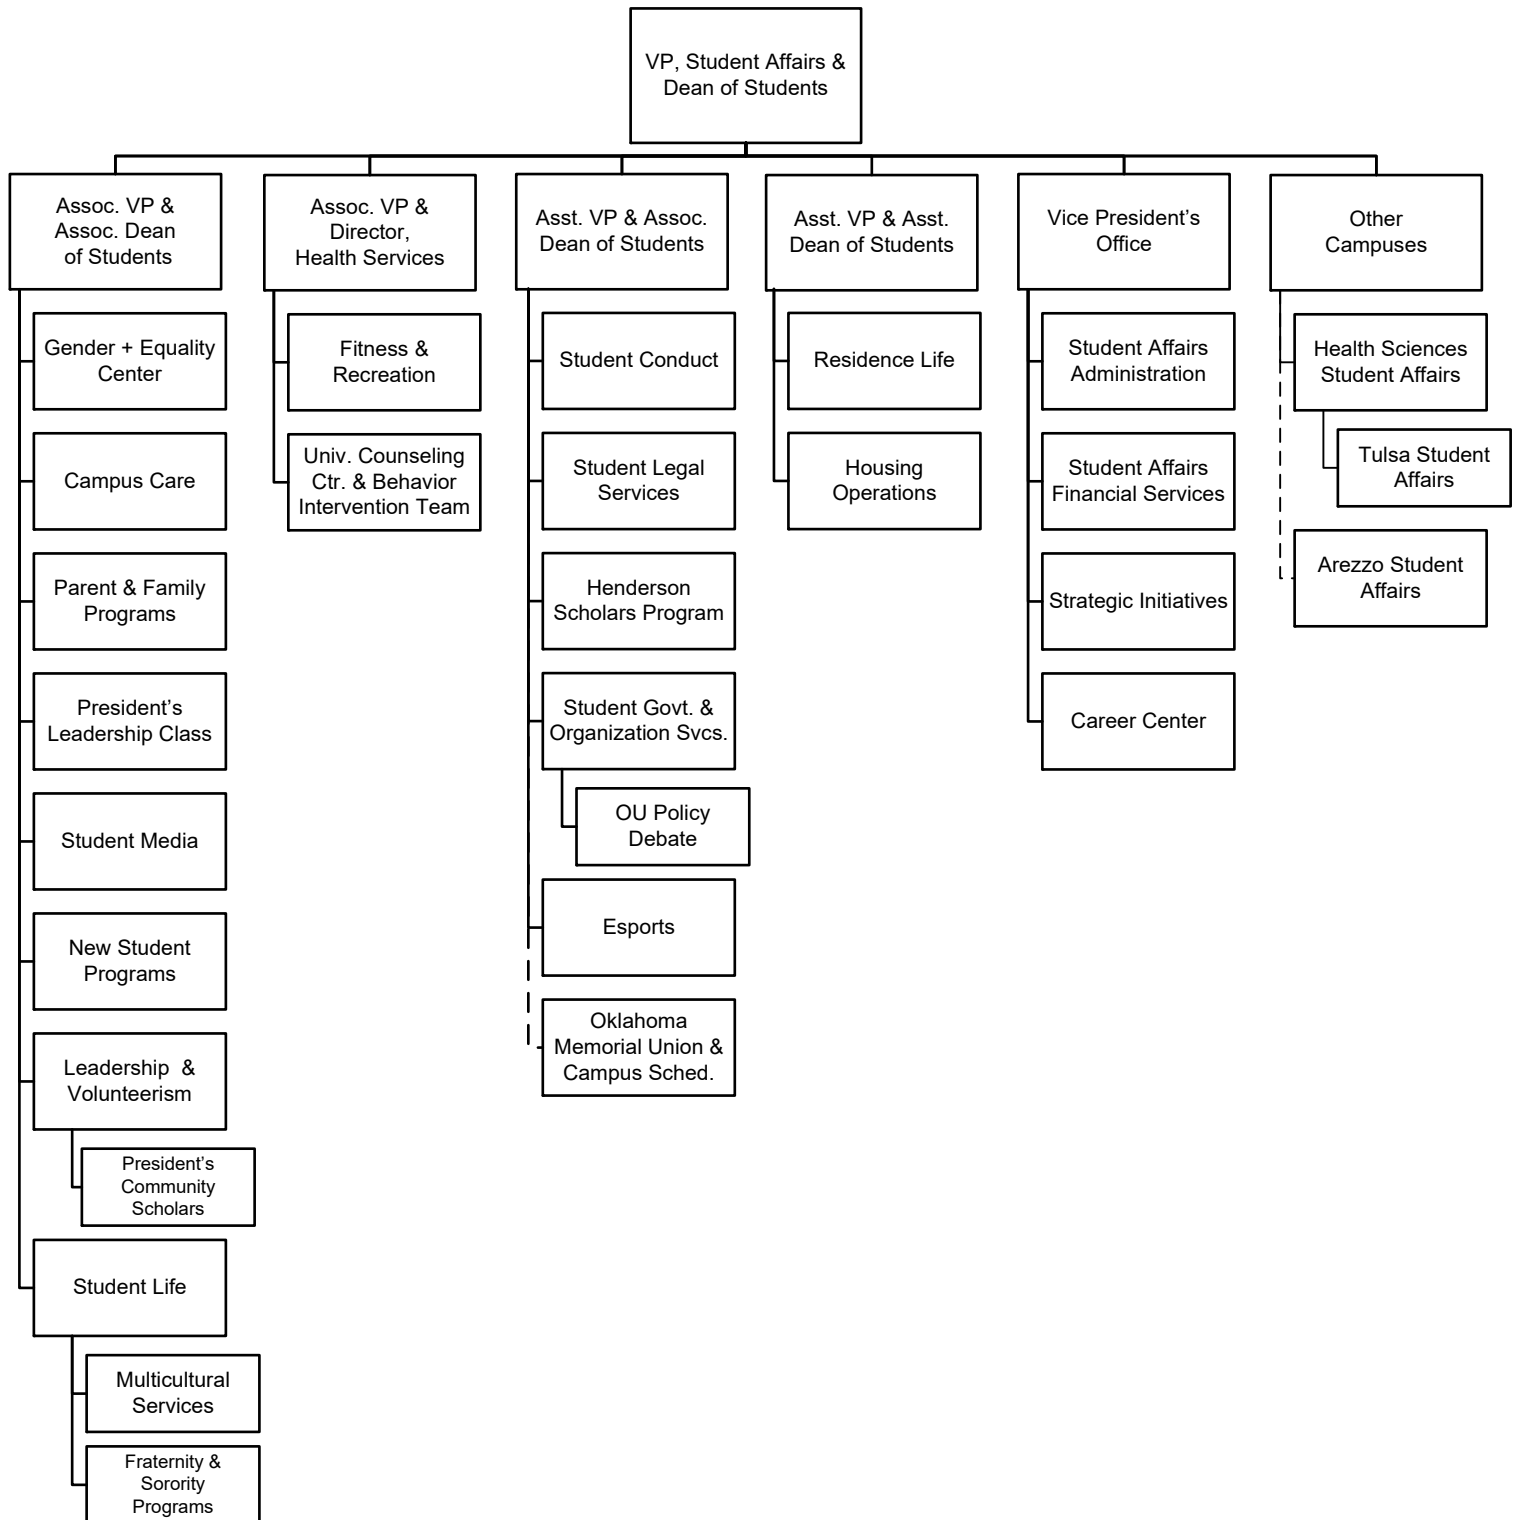 VP, Student Affairs &
Dean of Students
Assoc. VP &
Assoc. Dean
of Students
Gender + Equality
Center
Campus Care
Parent & Family
Programs
President’s
Leadership Class
Student Media
New Student
Programs
Leadership  &
Volunteerism
President’s
Community
Scholars
Student Life
Multicultural
Services
Fraternity &
Sorority
Programs
Assoc. VP &
Director,
Health Services
Fitness &
Recreation
Univ. Counseling
Ctr. & Behavior
Intervention Team
Asst. VP & Assoc.
Dean of Students
Student Conduct
Student Legal
Services
Henderson
Scholars Program
Student Govt. &
Organization Svcs.
OU Policy
Debate
Esports
Oklahoma
Memorial Union &
Campus Sched.
Asst. VP & Asst.
Dean of Students
Residence Life
Housing
Operations
Vice President’s
Office
Student Affairs
Administration
Student Affairs
Financial Services
Strategic Initiatives
Career Center
Other
Campuses
Health Sciences
Student Affairs
Tulsa Student
Affairs
Arezzo Student
Affairs